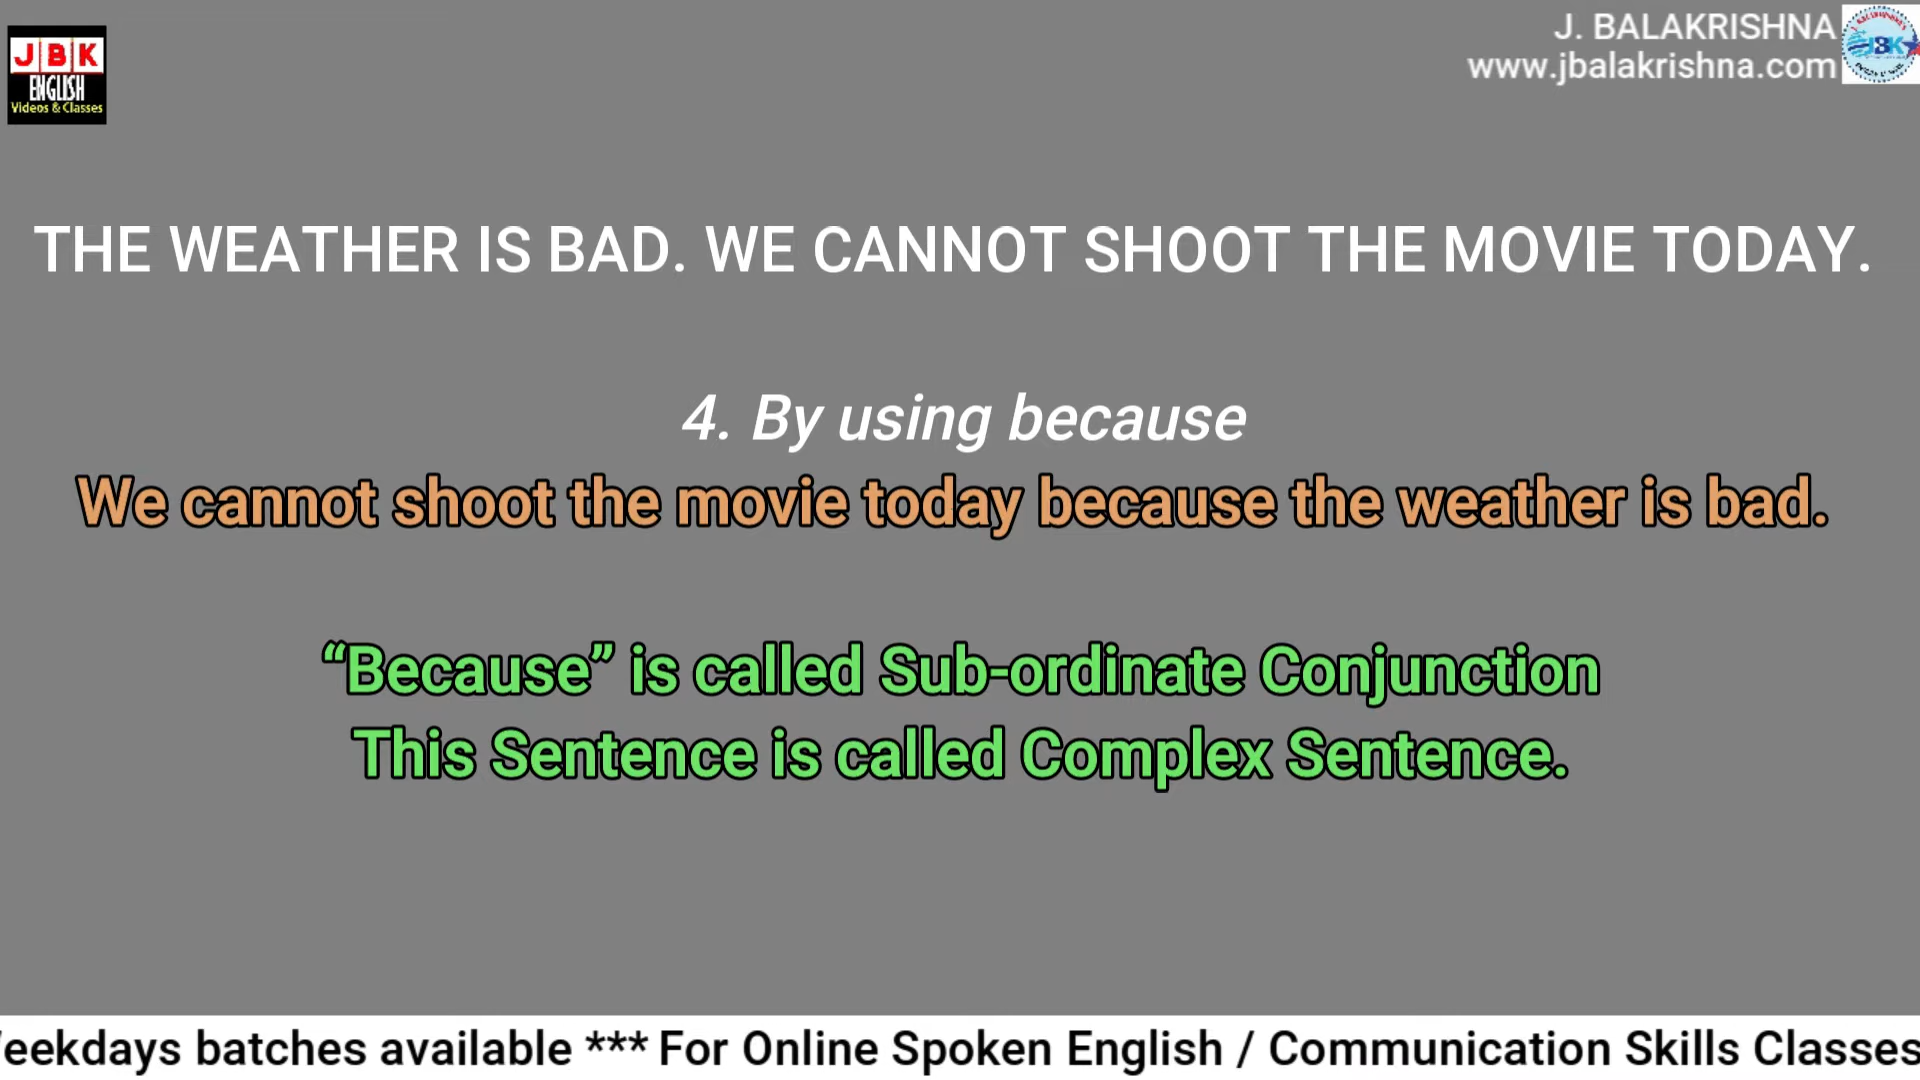 J B K
ENGLISH
Videos & Classes
J. BALAKRISHNA
www.jbalakrishna.com
JBK
THE WEATHER IS BAD. WE CANNOT SHOOT THE MOVIE TODAY.
4. By using because
We cannot shoot the movie today because the weather is bad.
“Because” is called Sub-ordinate Conjunction
This Sentence is called Complex Sentence.
eekdays batches available *** For Online Spoken English / Communication Skills Classes